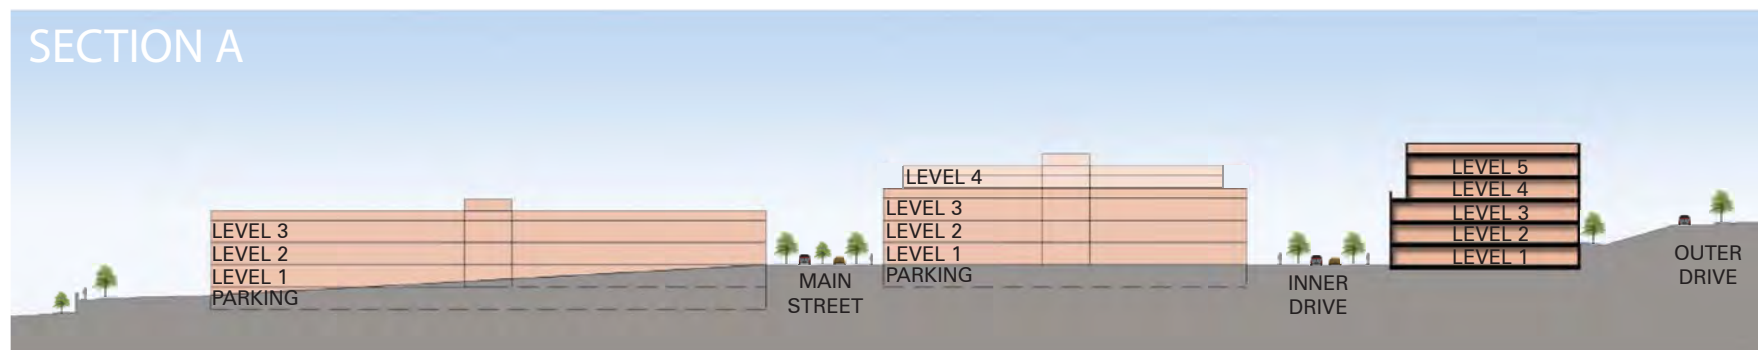 SECTION A
LEVEL 3
LEVEL 2
LEVEL 1
PARKING
MAIN
STREET
LEVEL 4
LEVEL 3
LEVEL 2
LEVEL 1
PARKING
INNER
DRIVE
LEVEL 5
LEVEL 4
LEVEL 3
LEVEL 2
LEVEL 1
OUTER
DRIVE